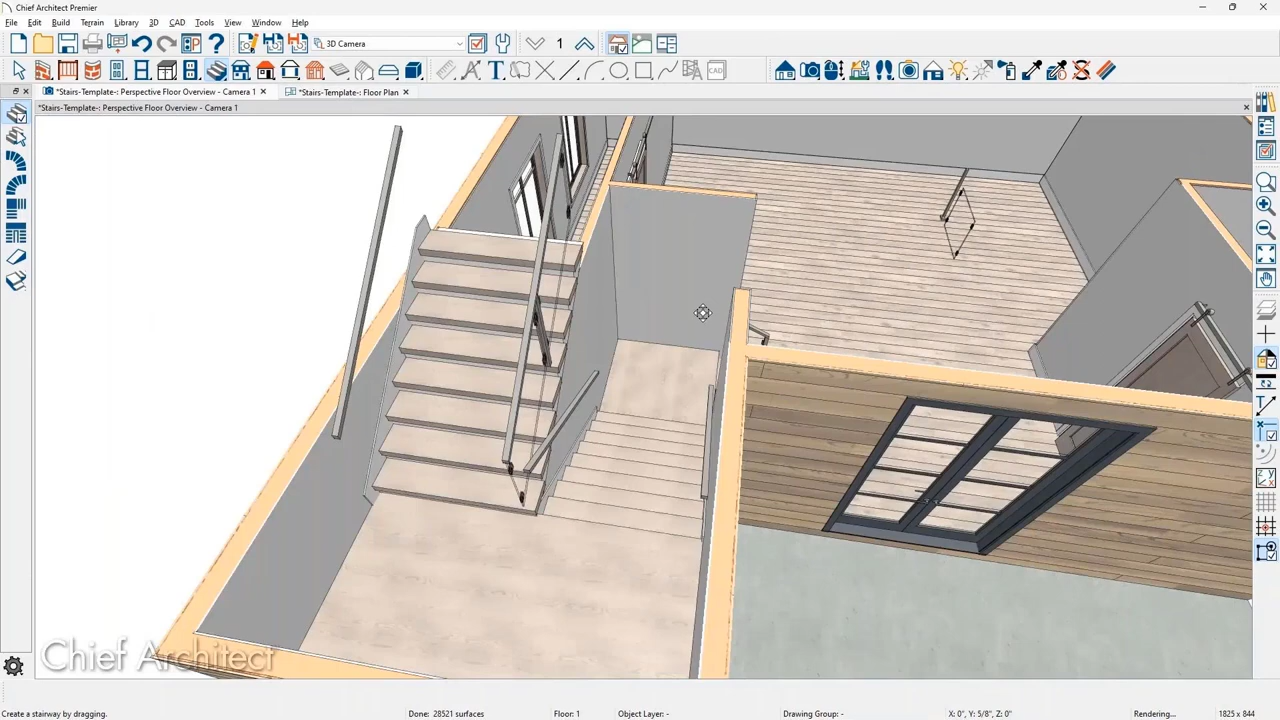 Chief Architect Premier
File Edit Build Terrain Library 3D CAD Tools View Window Help
3D Camera
1
*Stairs-Template-: Perspective Floor Overview - Camera 1
*Stairs-Template-: Floor Plan
*Stairs-Template-: Perspective Floor Overview - Camera 1
Chief Architect
Create a stairway by dragging.
Done: 28521 surfaces
Floor: 1
Object Layer: -
Drawing Group: -
X: 0", Y: 5/8", Z: 0"
Rendering...
1825 x 844